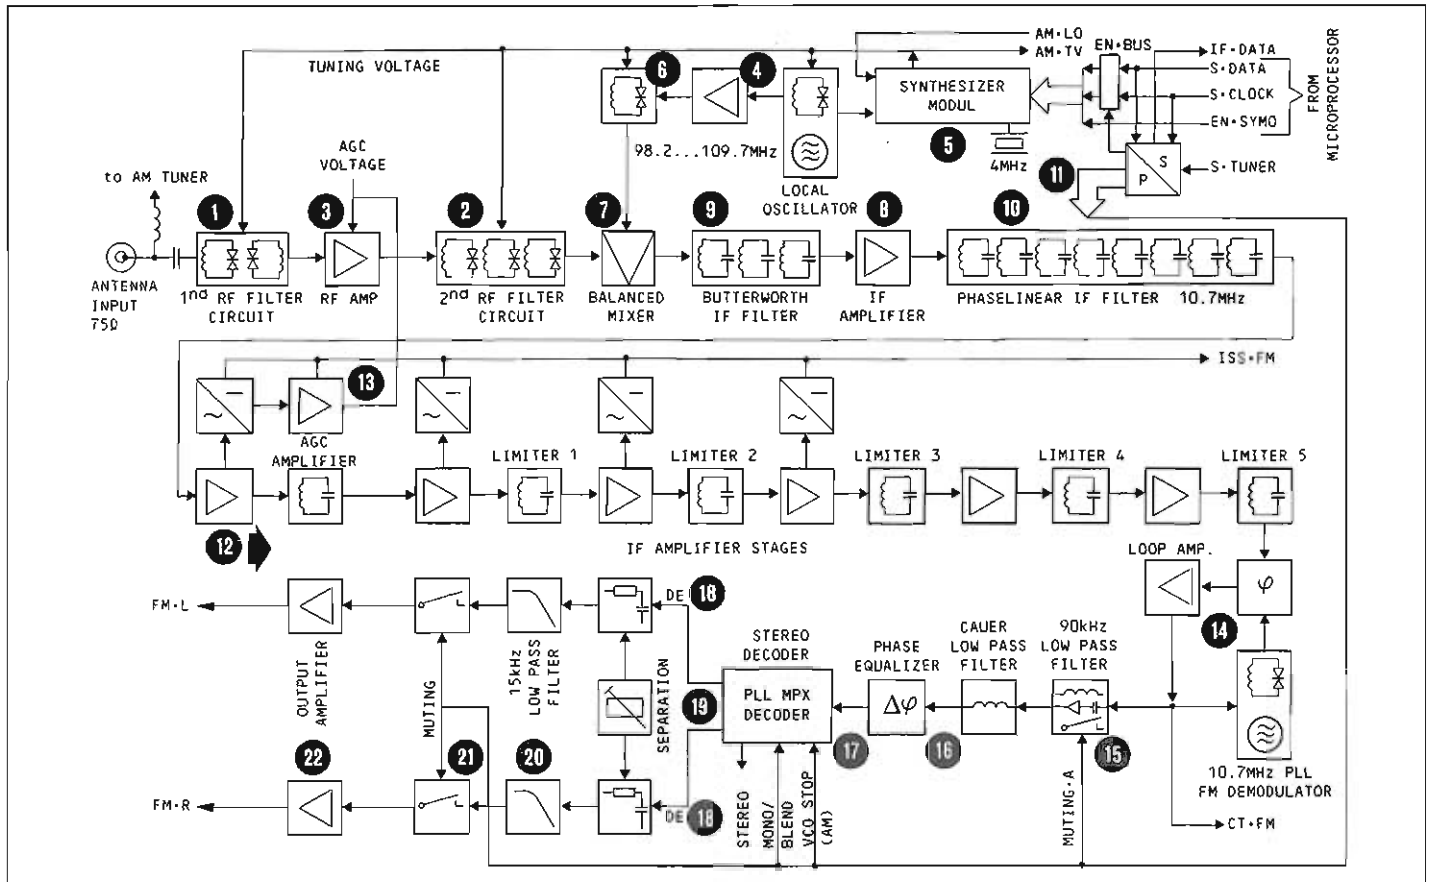 AM·LO
AM·TV
EN·BUS
IF·DATA
S·DATA
S·CLOCK
EN·SYMO
S·TUNER
FROM
MICROPROCESSOR
TUNING VOLTAGE
6
4
SYNTHESIZER
MODUL
5
4MHz
S
P
11
98.2...109.7MHz
LOCAL
OSCILLATOR
AGC
VOLTAGE
to AM TUNER
1
3
2
7
9
8
10
ANTENNA
INPUT
75Ω
1nd RF FILTER
CIRCUIT
RF AMP
2nd RF FILTER
CIRCUIT
BALANCED
MIXER
BUTTERWORTH
IF FILTER
IF
AMPLIFIER
PHASELINEAR IF FILTER
10.7MHz
ISS·FM
13
AGC
AMPLIFIER
LIMITER 1
LIMITER 2
LIMITER 3
LIMITER 4
LIMITER 5
12
IF AMPLIFIER STAGES
LOOP AMP.
φ
14
FM·L
OUTPUT
AMPLIFIER
MUTING
15kHz
LOW PASS
FILTER
SEPARATION
DE
18
STEREO
DECODER
PLL MPX
DECODER
19
PHASE
EQUALIZER
Δφ
CAUER
LOW PASS
FILTER
90kHz
LOW PASS
FILTER
17
16
15
10.7MHz PLL
FM DEMODULATOR
FM·R
22
21
20
DE
18
STEREO
MONO/
BLEND
VCO STOP
(AM)
MUTING·A
CT·FM